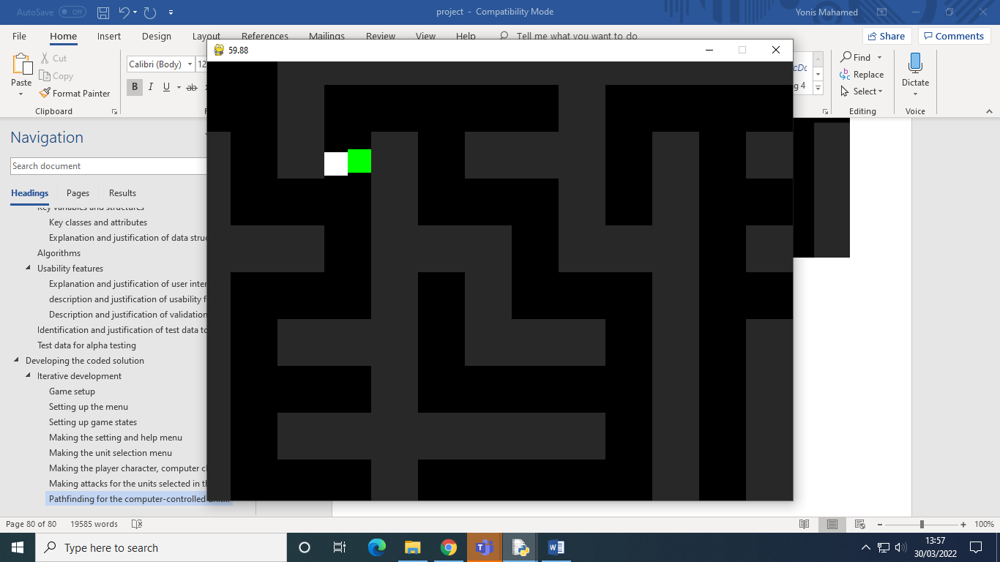 AutoSave Off
project - Compatibility Mode
Yonis Mahamed
File Home Insert Design Layout References Mailings Review View Help Tell me what you want to do
Share Comments
59.88
Paste
Cut
Copy
Format Painter
Clipboard
Calibri (Body) 12
B I U ab
Find
Replace
Select
Editing
Dictate
Voice
Navigation
Search document
Headings Pages Results
Key variables and structures
Key classes and attributes
Explanation and justification of data
Algorithms
Usability features
Explanation and justification of user
description and justification of usability
Description and justification of validation
Identification and justification of test data
Test data for alpha testing
Developing the coded solution
Iterative development
Game setup
Setting up the menu
Setting up game states
Making the setting and help menu
Making the unit selection menu
Making the player character, computer
Making attacks for the units selected in
Pathfinding for the computer-controlled
Page 80 of 80 19585 words
100%
Type here to search
13:57
30/03/2022